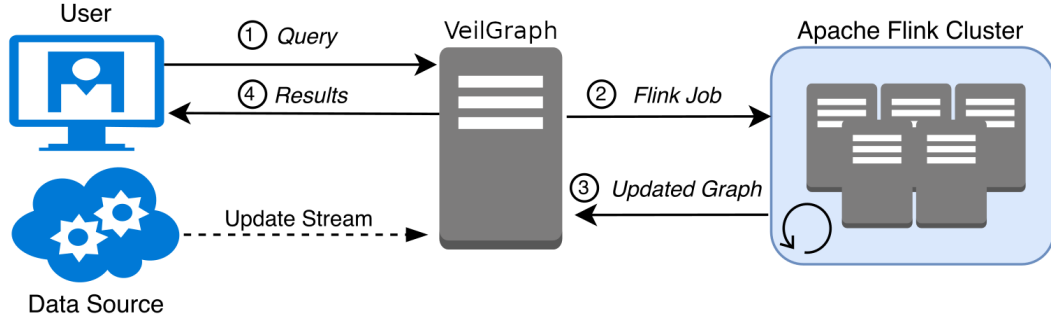 User
VeilGraph
Apache Flink Cluster
1 Query
4 Results
2 Flink Job
3 Updated Graph
Update Stream
Data Source